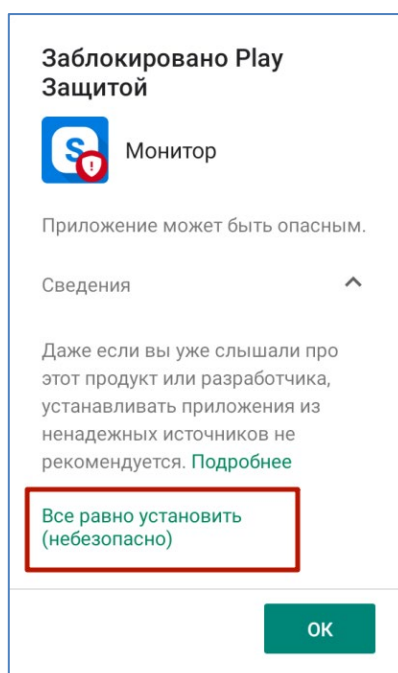 Заблокировано Play
Защитой
S
Монитор
Приложение может быть опасным.
Сведения
Даже если вы уже слышали про
этот продукт или разработчика,
устанавливать приложения из
ненадежных источников не
рекомендуется. Подробнее
Все равно установить
(небезопасно)
ОК